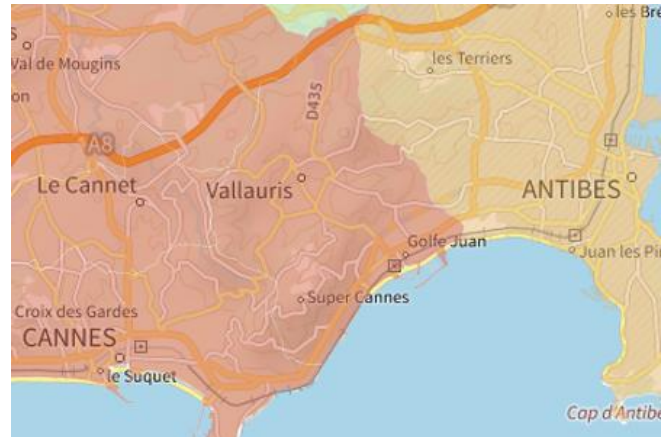 les Bre
Val de Mougins
les Terriers
D435
A8
Le Cannet
Vallauris
ANTIBES
Golfe Juan
Juan les Pin
Super Cannes
Croix des Gardes
CANNES
le Suquet
Cap d'Antibe